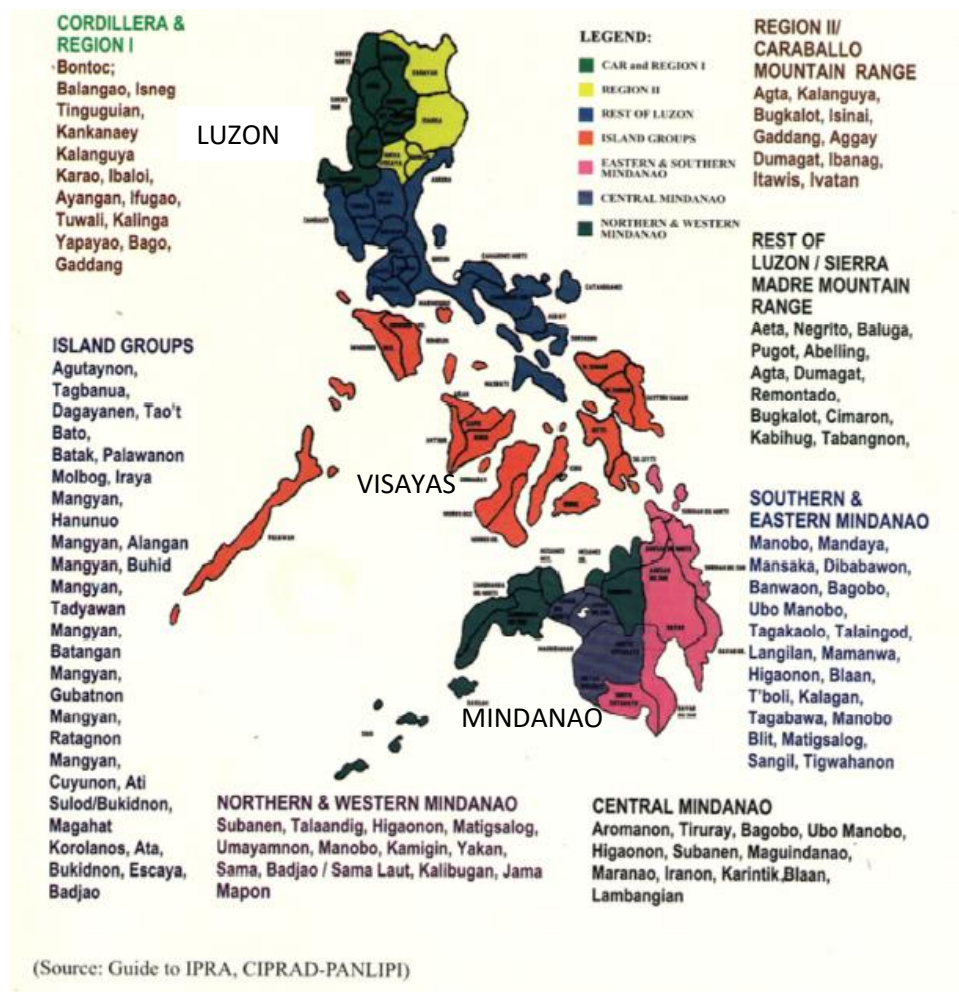 CORDILLERA &
REGION I
Bontoc;
Balangao, Isneg
Tinguguian,
Kankanaey
Kalanguya
Karao, Ibaloi,
Ayangan, Ifugao,
Tuwali, Kalinga
Yapayao, Bago,
Gaddang
LUZON
LEGEND:
CAR and REGION I
REGION II
REST OF LUZON
ISLAND GROUPS
EASTERN & SOUTHERN
MINDANAO
CENTRAL MINDANAO
NORTHERN & WESTERN
MINDANAO
REGION II/
CARABALLO
MOUNTAIN RANGE
Agta, Kalanguya,
Bugkalot, Isinai,
Gaddang, Aggay
Dumagat, Ibanag,
Itawis, Ivatan
REST OF
LUZON / SIERRA
MADRE MOUNTAIN
RANGE
Aeta, Negrito, Baluga,
Pugot, Abelling,
Agta, Dumagat,
Remontado,
Bugkalot, Cimaron,
Kabihug, Tabangnon,
ISLAND GROUPS
Agutaynon,
Tagbanua,
Dagayanen, Tao't
Bato,
Batak, Palawanon
Molbog, Iraya
Mangyan,
Hanunuo
Mangyan, Alangan
Mangyan, Buhid
Mangyan,
Tadyawan
Mangyan,
Batangan
Mangyan,
Gubatnon
Mangyan,
Ratagnon
Mangyan,
Cuyunon, Ati
Sulod/Bukidnon,
Magahat
Korolanos, Ata,
Bukidnon, Escaya,
Badjao
VISAYAS
PALAWAN
MINDANAO
SOUTHERN &
EASTERN MINDANAO
Manobo, Mandaya,
Mansaka, Dibabawon,
Banwaon, Bagobo,
Ubo Manobo,
Tagakaolo, Talaingod,
Langilan, Mamanwa,
Higaonon, Blaan,
T'boli, Kalagan,
Tagabawa, Manobo
Blit, Matigsalog,
Sangil, Tigwahanon
NORTHERN & WESTERN MINDANAO
Subanen, Talaandig, Higaonon, Matigsalog,
Umayamnon, Manobo, Kamigin, Yakan,
Sama, Badjao / Sama Laut, Kalibugan, Jama
Mapon
CENTRAL MINDANAO
Aromanon, Tiruray, Bagobo, Ubo Manobo,
Higaonon, Subanen, Maguindanao,
Maranao, Iranon, Karintik,Blaan,
Lambangian
(Source: Guide to IPRA, CIPRAD-PANLIPI)